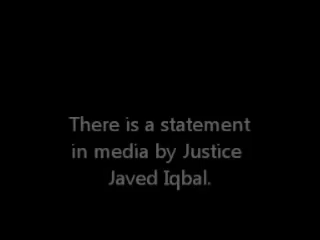 There is a statement
in media by Justice
Javed Iqbal.